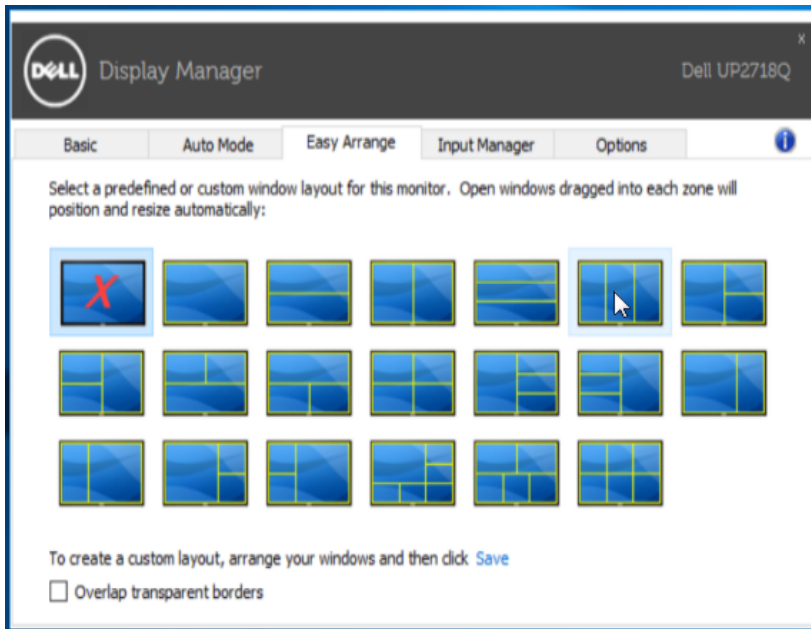 DELL Display Manager
x
Dell UP2718Q
Basic Auto Mode Easy Arrange Input Manager Options i
Select a predefined or custom window layout for this monitor. Open windows dragged into each zone will
position and resize automatically:
X
To create a custom layout, arrange your windows and then click Save
Overlap transparent borders